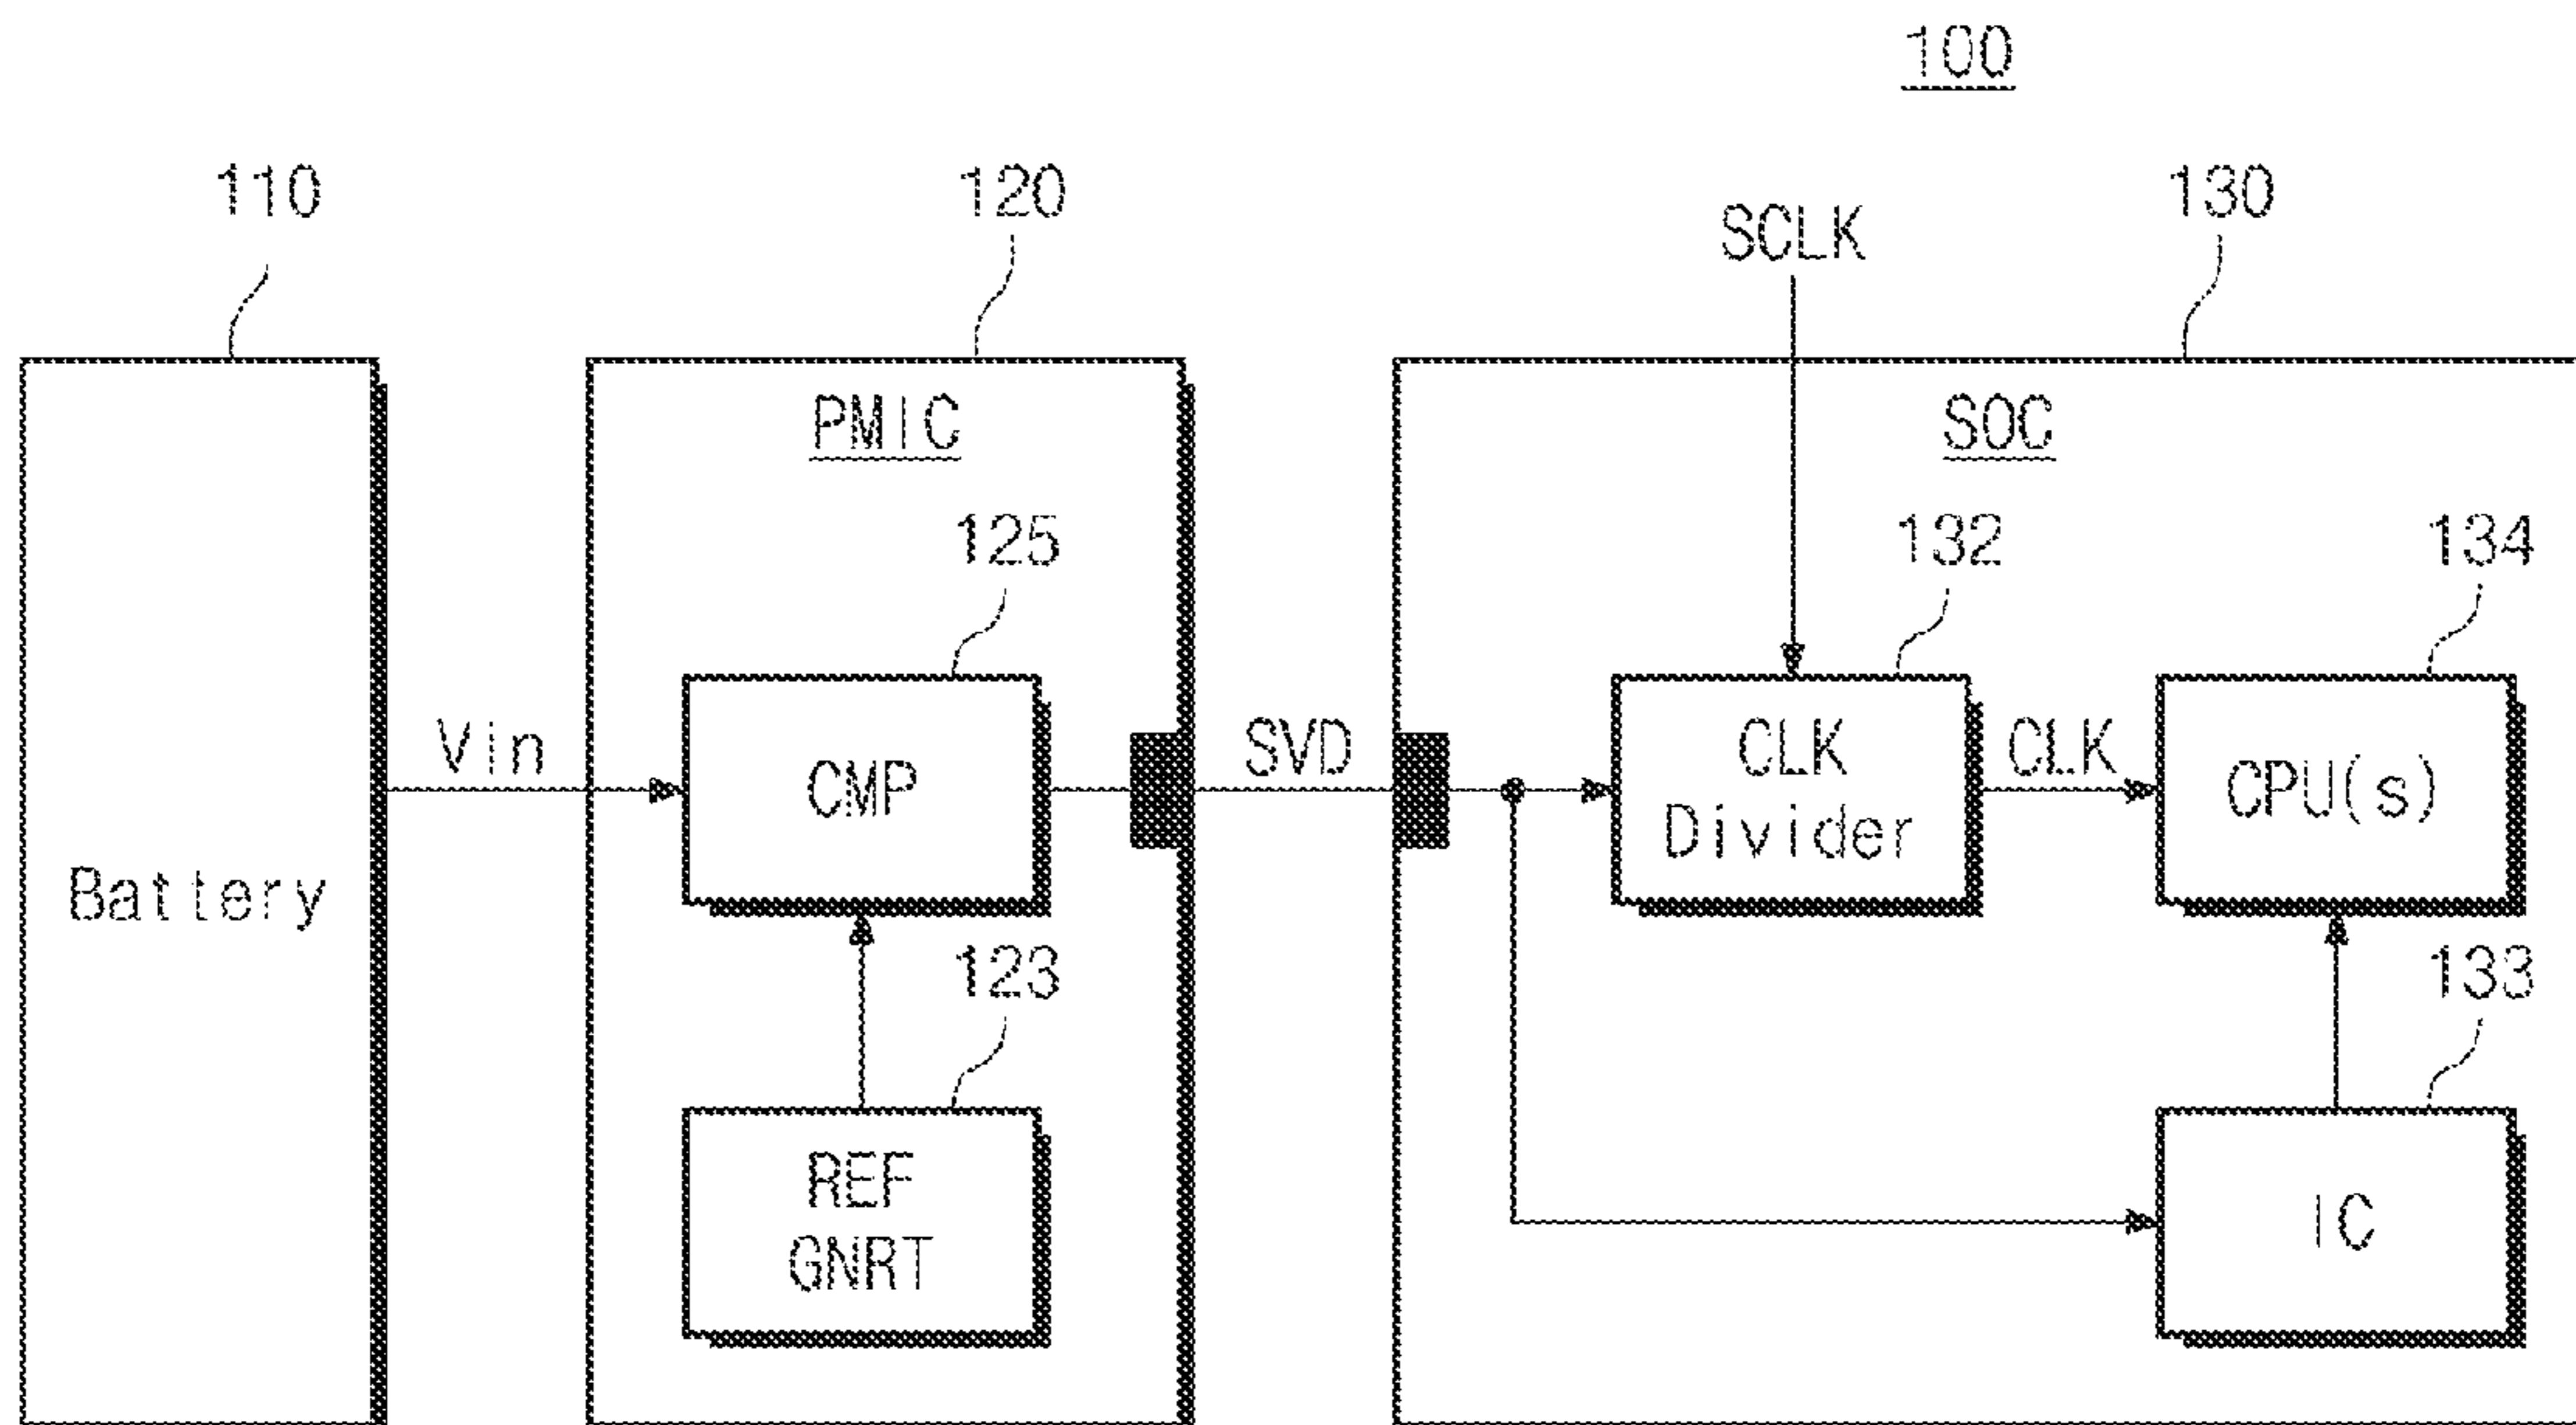 100
110
120
130
SCLK
PMIC
SOC
125
132
134
Vin
CMP
SVD
CLK
Divider
CLK
CPU(s)
Battery
123
133
REF
GNRT
IC